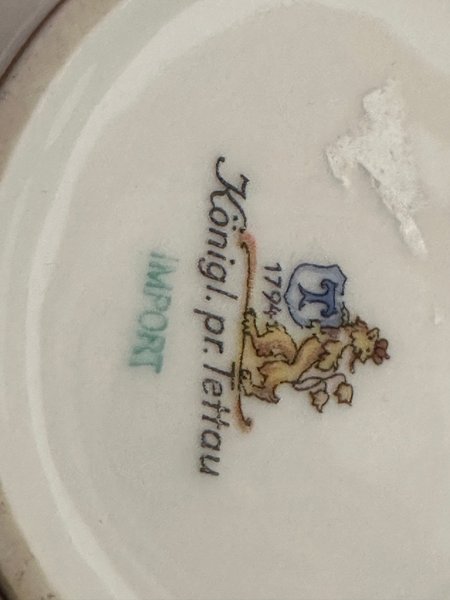 T
1794
Königl. pr. Tettau
IMPORT